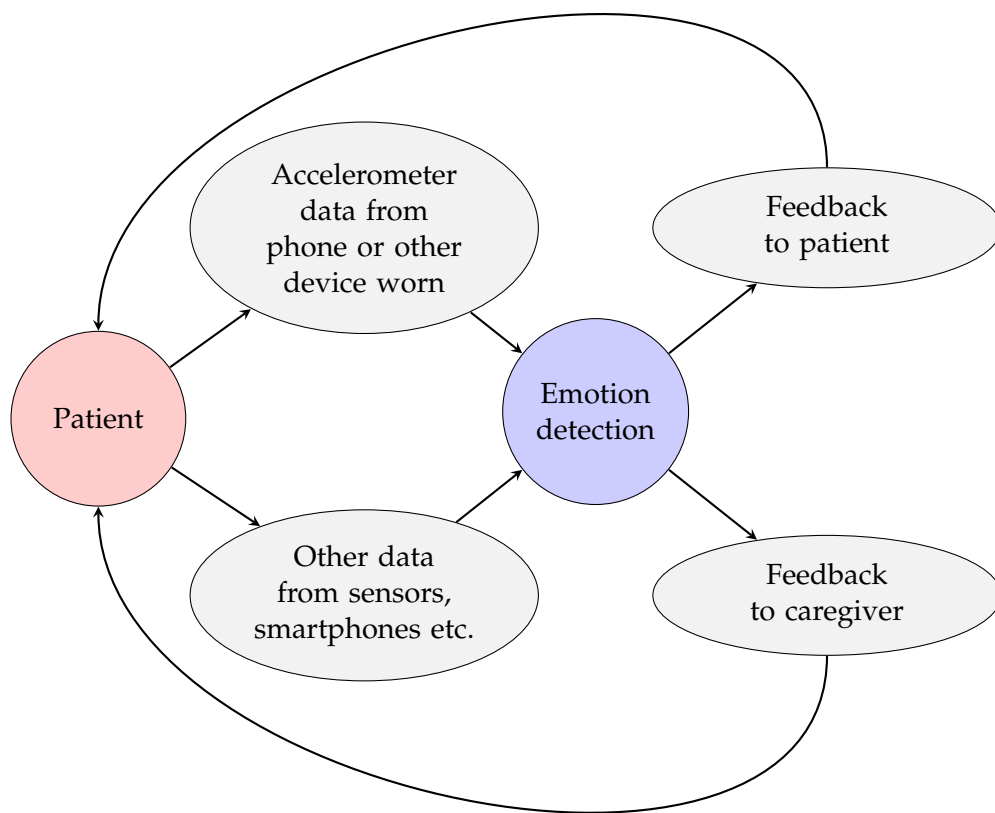 Accelerometer
data from
phone or other
device worn
Feedback
to patient
Patient
Emotion
detection
Other data
from sensors,
smartphones etc.
Feedback
to caregiver